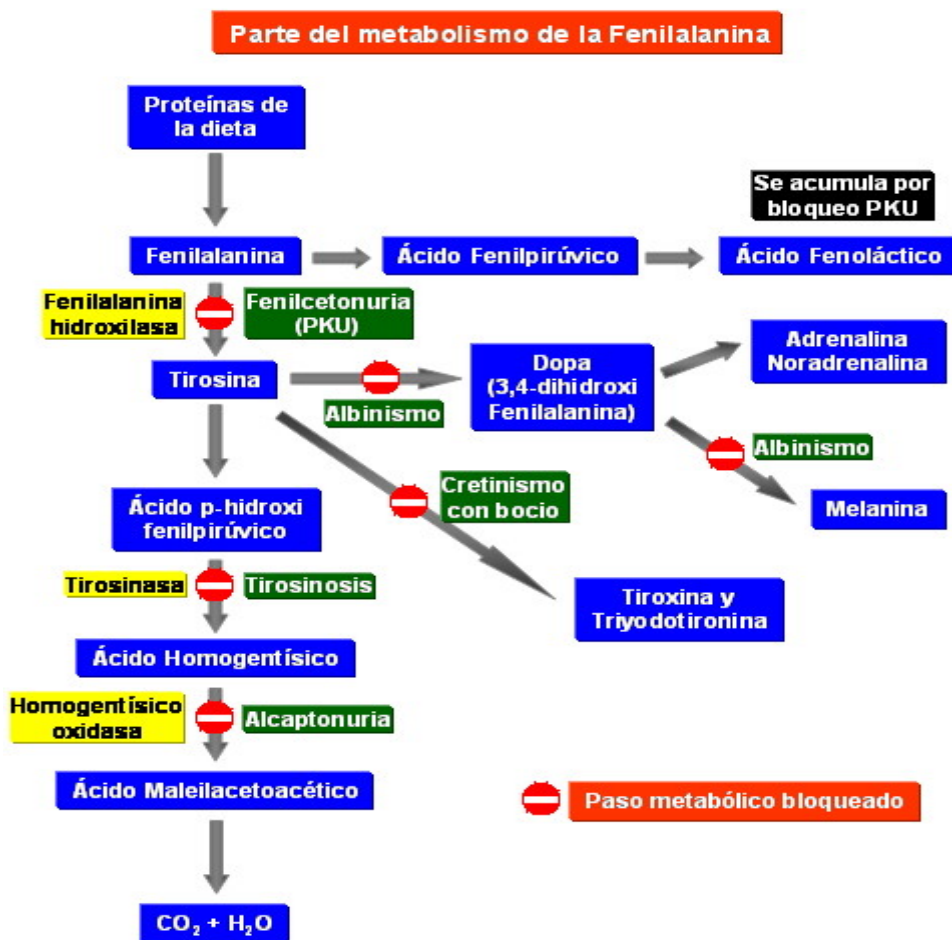 Parte del metabolismo de la Fenilalanina
Proteínas de
la dieta
Se acumula por
bloqueo PKU
Fenilalanina
Ácido Fenilpirúvico
Ácido Fenoláctico
Fenilalanina
hidroxilasa
Fenilcetonuria
(PKU)
Tirosina
Albinismo
Dopa
(3,4-dihidroxi
Fenilalanina)
Adrenalina
Noradrenalina
Albinismo
Melanina
Cretinismo
con bocio
Tiroxina y
Triyodotironina
Ácido p-hidroxi
fenilpirúvico
Tirosinasa
Tirosinosis
Ácido Homogentísico
Homogentísico
oxidasa
Alcaptonuria
Ácido Maleilacetoacético
Paso metabólico bloqueado
CO₂ + H₂O